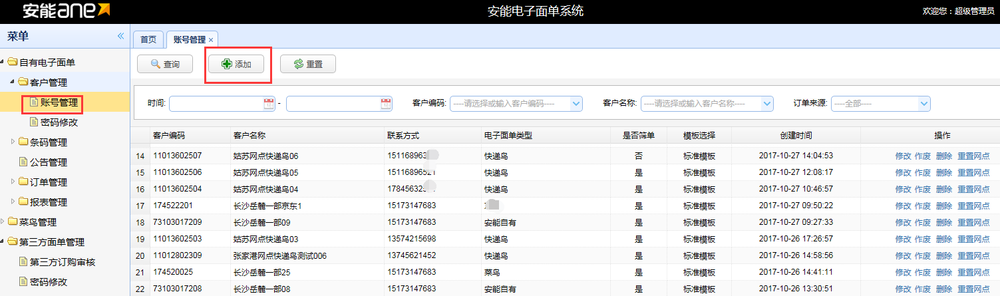 安能ane
安能电子面单系统
欢迎您：超级管理员
菜单
首页 账号管理
自有电子面单
客户管理
账号管理
密码修改
条码管理
公告管理
订单管理
报表管理
菜鸟管理
第三方面单管理
第三方订购审核
密码修改
查询 添加 重置
时间: - 客户编码: ----请选择或输入客户编码---- 客户名称: ----请选择或输入客户名称---- 订单来源: ----全部----
客户编码 客户名称 联系方式 电子面单类型 是否筛单 模板选择 创建时间 操作
14 11013602507 姑苏网点快递鸟06 15116896 快递鸟 否 标准模板 2017-10-27 14:04:53 修改 作废 删除 重置网点
15 11013602506 姑苏网点快递鸟05 15116896521 快递鸟 是 标准模板 2017-10-27 12:08:17 修改 作废 删除 重置网点
16 11013602504 姑苏网点快递鸟04 17845632 快递鸟 是 标准模板 2017-10-27 10:46:57 修改 作废 删除 重置网点
17 174522201 长沙岳麓一部京东1 15173147683 是 标准模板 2017-10-27 09:50:22 修改 作废 删除 重置网点
18 73103017209 长沙岳麓一部09 15173147683 安能自有 是 标准模板 2017-10-27 09:27:33 修改 作废 删除 重置网点
19 11013602503 姑苏网点快递鸟03 13574215698 快递鸟 是 标准模板 2017-10-26 17:26:57 修改 作废 删除 重置网点
20 11012802309 张家港网点快递鸟测试006 13745621452 快递鸟 是 标准模板 2017-10-26 14:58:56 修改 作废 删除 重置网点
21 174520025 长沙岳麓一部25 15173147683 菜鸟 是 标准模板 2017-10-26 14:41:11 修改 作废 删除 重置网点
22 73103017208 长沙岳麓一部08 15173147683 安能自有 是 标准模板 2017-10-26 13:30:51 修改 作废 删除 重置网点